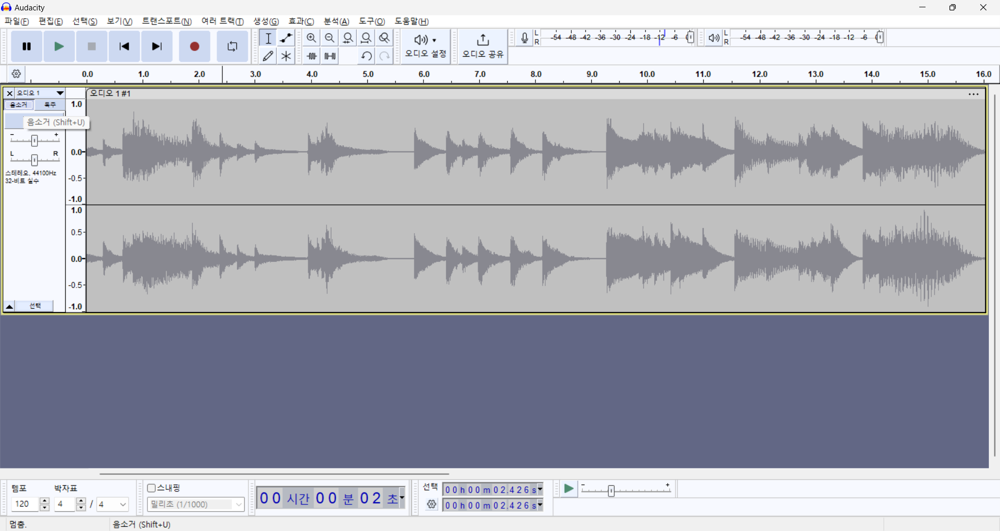 Audacity
파일(F) 편집(E) 선택(S) 보기(V) 트랜스포트(N) 여러 트랙(T) 생성(G) 효과(C) 분석(A) 도구(O) 도움말(H)
오디오 설정
오디오 공유
L R -54 -48 -42 -36 -30 -24 -18 -12 -6 0
L R -54 -48 -42 -36 -30 -24 -18 -12 -6 0
0.0 1.0 2.0 3.0 4.0 5.0 6.0 7.0 8.0 9.0 10.0 11.0 12.0 13.0 14.0 15.0 16.0
오디오 1
오디오 1 #1
음소거 독주
음소거 (Shift+U)
- +
L R
스테레오, 44100Hz
32-비트 실수
선택
1.0
0.0
-0.5
-1.0
1.0
0.5
0.0
-0.5
-1.0
템포 박자표
120 4 / 4
스내핑
밀리초 (1/1000)
00 시간 00 분 02 초
선택
00h00m02.426s
00h00m02.426s
- +
멈춤.
음소거 (Shift+U)